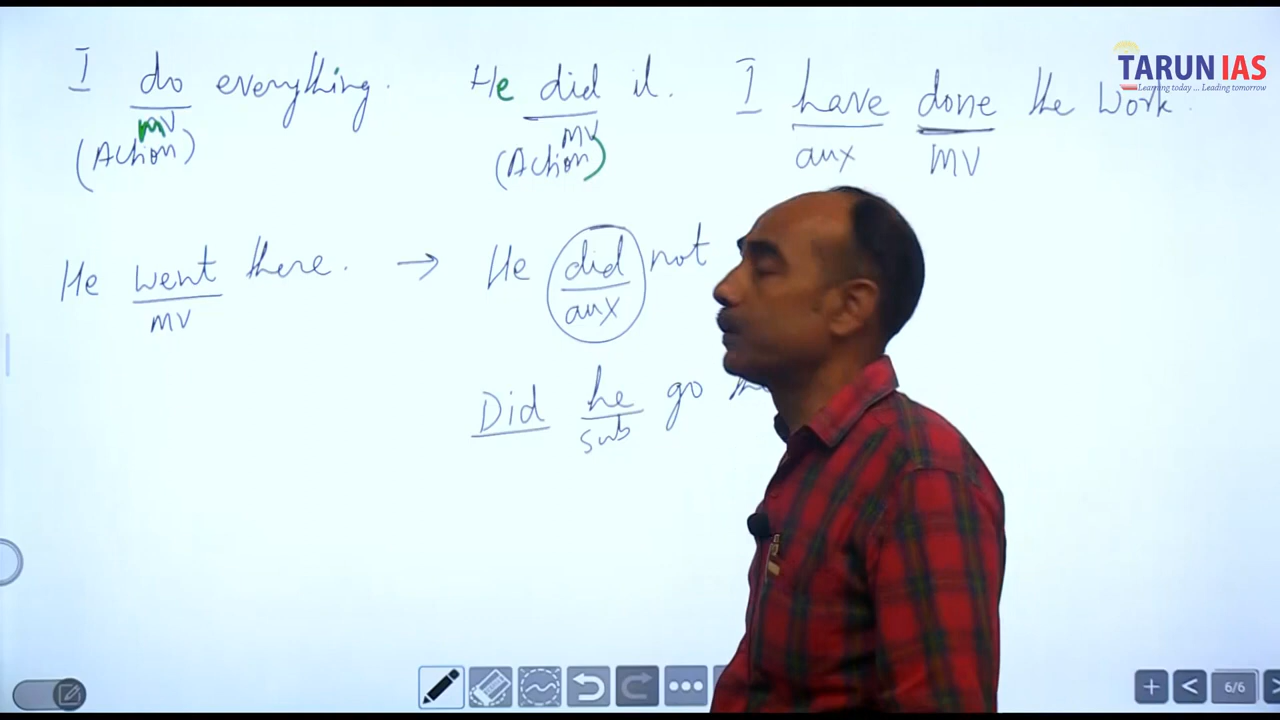 I do everything. He did it. I have done the work.
mv mv aux mv
(Action) (Action)
He went there. → He did not
mv aux
Did he go
sub
TARUN IAS
Learning today ... Leading tomorrow
6/6